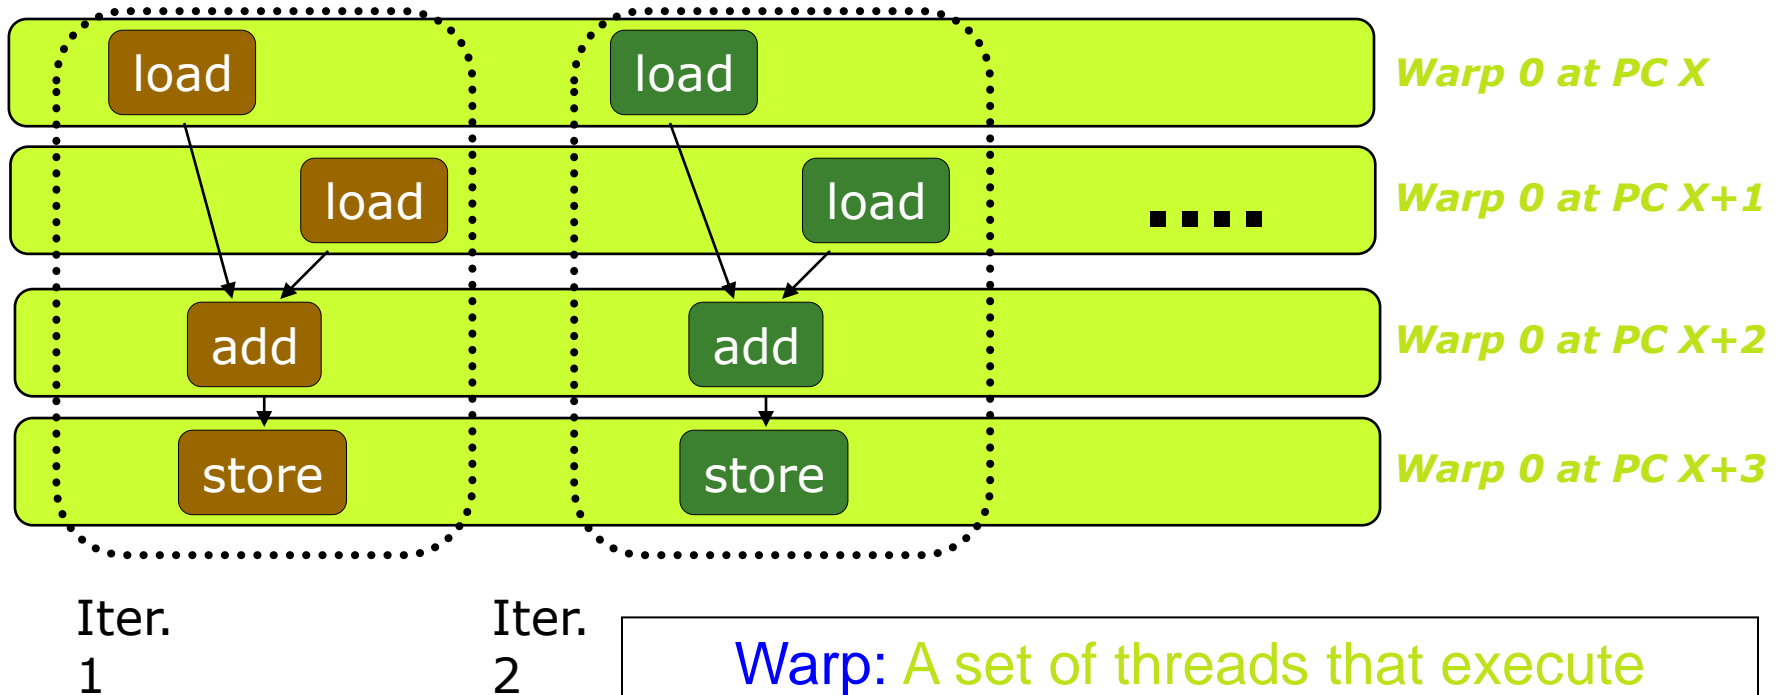 load load Warp 0 at PC X
load load Warp 0 at PC X+1
add add Warp 0 at PC X+2
store store Warp 0 at PC X+3
Iter.
1
Iter.
2
Warp: A set of threads that execute